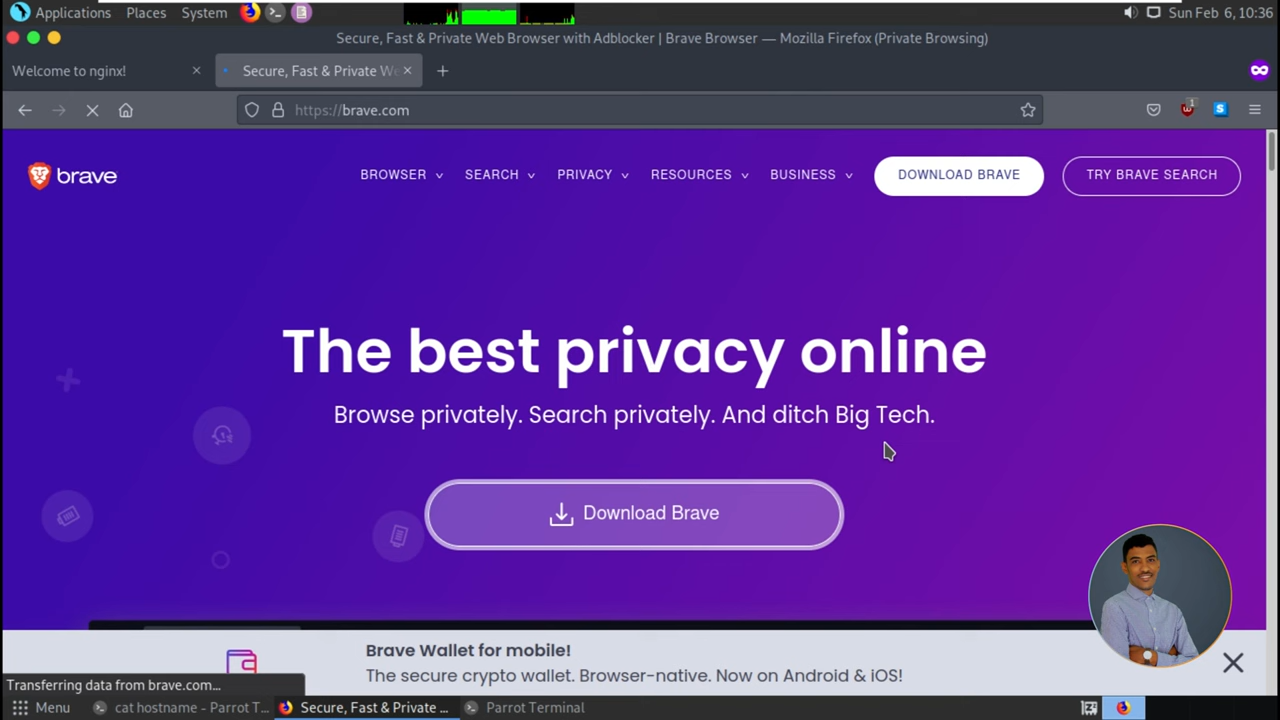 Applications Places System
Sun Feb 6, 10:36
Secure, Fast & Private Web Browser with Adblocker | Brave Browser — Mozilla Firefox (Private Browsing)
Welcome to nginx!
Secure, Fast & Private W
https://brave.com
1
S
brave
BROWSER SEARCH PRIVACY RESOURCES BUSINESS DOWNLOAD BRAVE TRY BRAVE SEARCH
The best privacy online
Browse privately. Search privately. And ditch Big Tech.
Download Brave
Brave Wallet for mobile!
The secure crypto wallet. Browser-native. Now on Android & iOS!
Transferring data from brave.com...
Menu cat hostname - Parrot T... Secure, Fast & Private ... Parrot Terminal